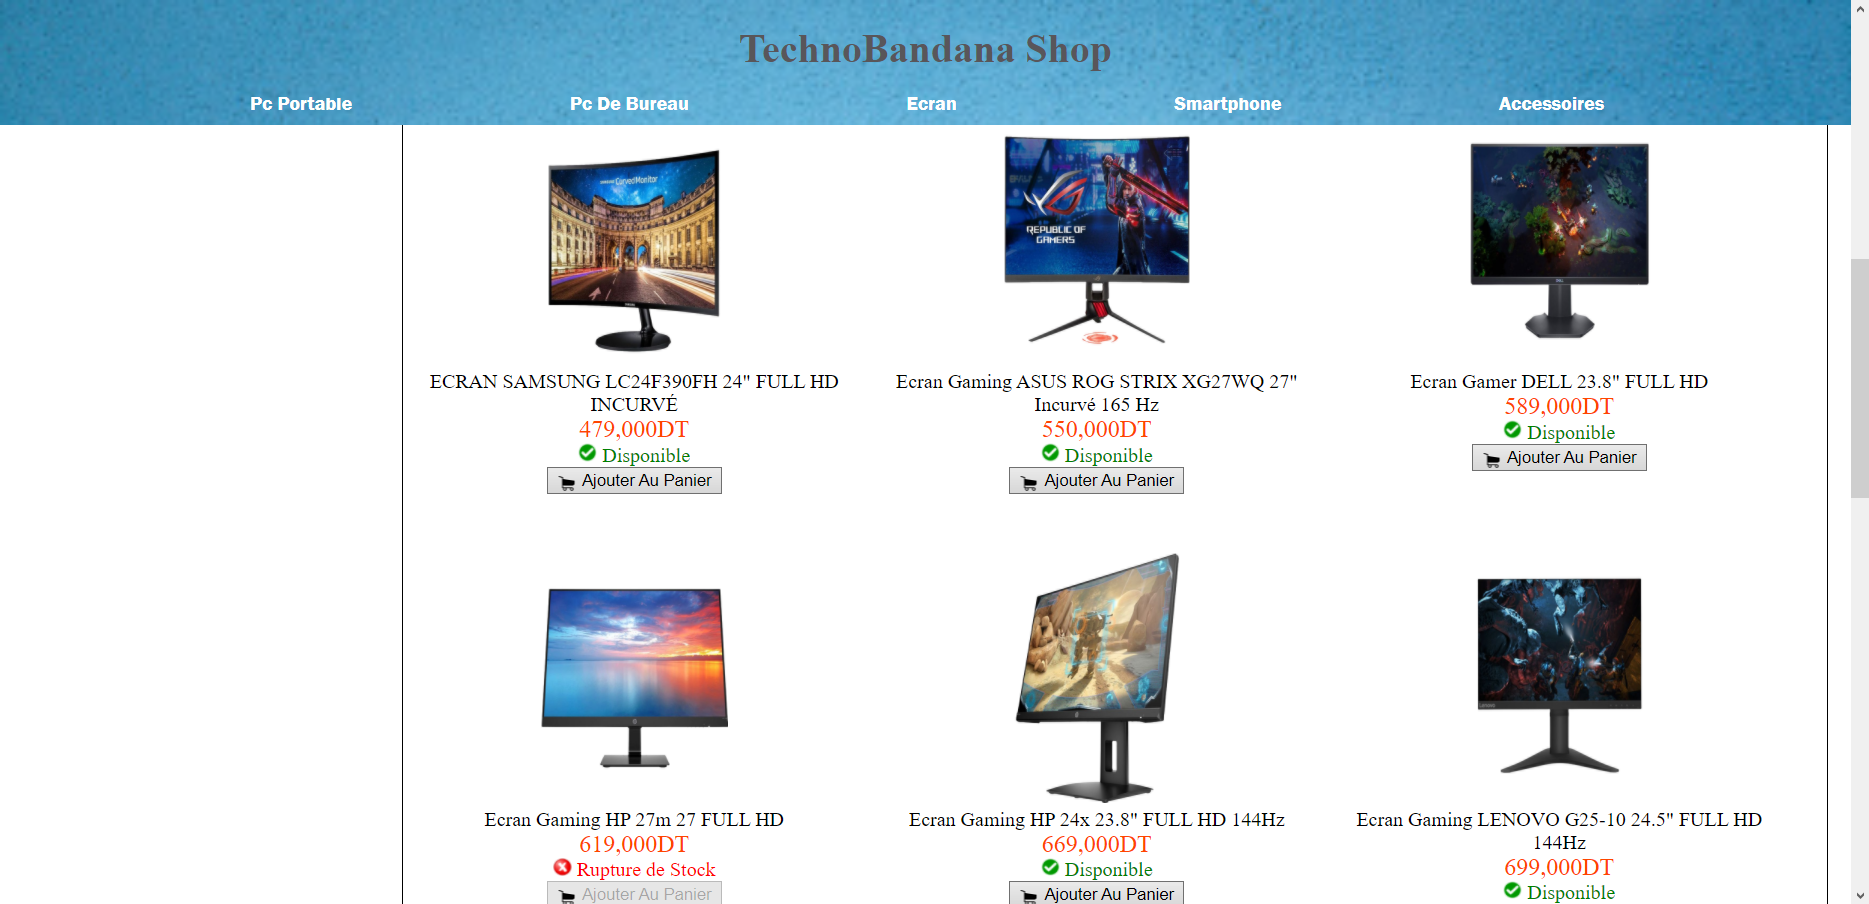 TechnoBandana Shop
Pc Portable Pc De Bureau Ecran Smartphone Accessoires
SAMSUNG CurvedMonitor
REPUBLIC OF
GAMERS
ECRAN SAMSUNG LC24F390FH 24" FULL HD
INCURVÉ
479,000DT
Disponible
Ajouter Au Panier
Ecran Gaming ASUS ROG STRIX XG27WQ 27"
Incurvé 165 Hz
550,000DT
Disponible
Ajouter Au Panier
Ecran Gamer DELL 23.8" FULL HD
589,000DT
Disponible
Ajouter Au Panier
Ecran Gaming HP 27m 27 FULL HD
619,000DT
Rupture de Stock
Ajouter Au Panier
Ecran Gaming HP 24x 23.8" FULL HD 144Hz
669,000DT
Disponible
Ajouter Au Panier
Ecran Gaming LENOVO G25-10 24.5" FULL HD
144Hz
699,000DT
Disponible